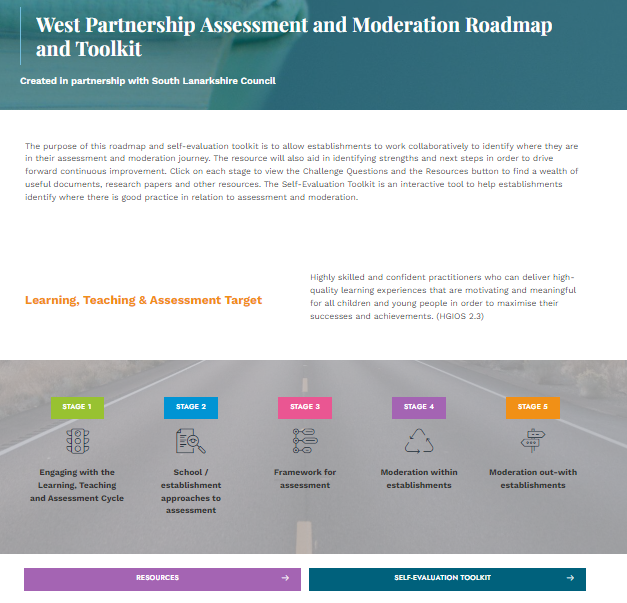 West Partnership Assessment and Moderation Roadmap
and Toolkit
Created in partnership with South Lanarkshire Council
The purpose of this roadmap and self-evaluation toolkit is to allow establishments to work collaboratively to identify where they are
in their assessment and moderation journey. The resource will also aid in identifying strengths and next steps in order to drive
forward continuous improvement. Click on each stage to view the Challenge Questions and the Resources button to find a wealth of
useful documents, research papers and other resources. The Self-Evaluation Toolkit is an interactive tool to help establishments
identify where there is good practice in relation to assessment and moderation.
Learning, Teaching & Assessment Target
Highly skilled and confident practitioners who can deliver high-
quality learning experiences that are motivating and meaningful
for all children and young people in order to maximise their
successes and achievements. (HGIOS 2.3)
STAGE 1
Engaging with the
Learning, Teaching
and Assessment Cycle
STAGE 2
School /
establishment
approaches to
assessment
STAGE 3
Framework for
assessment
STAGE 4
Moderation within
establishments
STAGE 5
Moderation out-with
establishments
RESOURCES
SELF-EVALUATION TOOLKIT